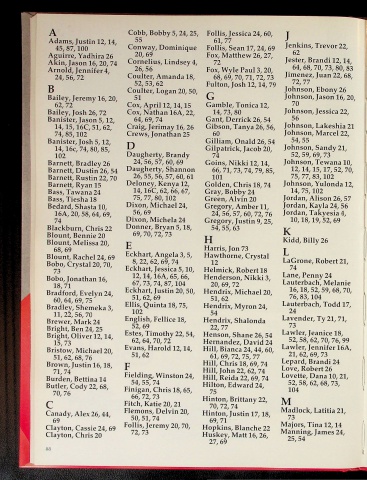 A
Adams, Justin 12, 14,
45, 87, 100
Aguirre, Yadhira 26
Akin, Jason 16, 20, 74
Arnold, Jennifer 4,
24, 56, 72
B
Bailey, Jeremy 16, 20,
62, 72
Bailey, Josh 26, 72
Banister, Jason 5, 12,
14, 15, 16C, 51, 62,
74, 85, 102
Banister, Josh 5, 12,
14, 16c, 74, 80, 85,
102
Barnett, Bradley 26
Barnett, Dustin 26, 54
Barnett, Rustin 22, 70
Barnett, Ryan 15
Bass, Tawana 24
Bass, Tiesha 18
Bedard, Shasta 10,
16A, 20, 58, 64, 69,
74
Blackburn, Chris 22
Blount, Bennie 20
Blount, Melissa 20,
68, 69
Blount, Rachel 24, 69
Bobo, Crystal 20, 70,
73
Bobo, Jonathan 16,
18, 71
Bradford, Evelyn 24,
60, 64, 69, 75
Bradley, Shemeka 3,
11, 22, 56, 70
Brewer, Mark 24
Bright, Ben 24, 25
Bright, Oliver 12, 14,
15, 73
Bristow, Michael 20,
51, 62, 68, 76
Brown, Justin 16, 18,
71, 74
Burden, Bettina 14
Butler, Cody 22, 68,
70, 76
C
Canady, Alex 26, 44,
69
Clayton, Cassie 24, 69
Clayton, Chris 20
Cobb, Bobby 5, 24, 25,
55
Conway, Dominique
20, 69
Cornelius, Lindsey 4,
26, 56
Coulter, Amanda 18,
52, 53, 62
Coulter, Logan 20, 50,
51
Cox, April 12, 14, 15
Cox, Nathan 16A, 22,
64, 69, 74
Craig, Jerimay 16, 26
Crews, Jonathan 25
D
Daugherty, Brandy
24, 56, 57, 60, 69
Daugherty, Shannon
26, 55, 56, 57, 60, 61
Deloney, Kenya 12,
14, 16C, 62, 66, 67,
75, 77, 80, 102
Dixon, Michael 24,
56, 69
Dixon, Michela 24
Donner, Bryan 5, 18,
69, 70, 72, 73
E
Eckhart, Angela 3, 5,
8, 22, 62, 69, 74
Eckhart, Jessica 5, 10,
12, 14, 16A, 65, 66,
67, 73, 74, 87, 104
Eckhart, Justin 20, 50,
51, 62, 69
Ellis, Quinta 18, 75,
102
English, Fellice 18,
52, 69
Estes, Timothy 22, 54,
62, 64, 70, 72
Evans, Harold 12, 14,
51, 62
F
Fielding, Winston 24,
54, 55, 74
Finigan, Chris 18, 65,
66, 72, 73
Fitch, Katie 20, 21
Flemons, Delvin 20,
50, 51, 74
Follis, Jeremy 20, 70,
72, 73
Follis, Jessica 24, 60,
61, 77
Follis, Sean 17, 24, 69
Fox, Matthew 26, 27,
72
Fox, Wyle Paul 3, 20,
68, 69, 70, 71, 72, 73
Fulton, Josh 12, 14, 79
G
Gamble, Tonica 12,
14, 73, 80
Gant, Derrick 26, 54
Gibson, Tanya 26, 56,
60
Gilliam, Onald 26, 54
Gilpatrick, Jacob 20,
74
Goins, Nikki 12, 14,
66, 71, 73, 74, 79, 85,
101
Golden, Chris 18, 74
Gray, Bobby 24
Green, Alvin 20
Gregory, Amber 11,
24, 56, 57, 60, 72, 76
Gregory, Justin 9, 25,
54, 55, 63
H
Harris, Jon 73
Hawthorne, Crystal
12
Helmick, Robert 18
Henderson, Nikki 3,
20, 69, 72
Hendrix, Michael 20,
51, 62
Hendrix, Myron 24,
54
Hendrix, Shalonda
22, 77
Henson, Shane 26, 54
Hernander, David 24
Hill, Bianca 24, 44, 60,
61, 69, 72, 75, 77
Hill, Chris 18, 69, 74
Hill, John 22, 62, 74
Hill, Reida 22, 69, 74
Hilton, Edward 24,
75
Hinton, Brittany 22,
70, 72, 74
Hinton, Justin 17, 18,
69, 71
Hopkins, Blanche 22
Huskey, Matt 16, 26,
27, 69
J
Jenkins, Trevor 22,
62
Jester, Brandi 12, 14,
64, 68, 70, 73, 80, 83
Jimenez, Juan 22, 68,
72, 77
Johnson, Ebony 26
Johnson, Jason 16, 20,
70
Johnson, Jessica 22,
56
Johnson, Lakeshia 21
Johnson, Marcel 22,
54, 55
Johnson, Sandy 21,
52, 59, 69, 73
Johnson, Tewana 10,
12, 14, 15, 17, 52, 70,
75, 77, 83, 102
Johnson, Yulonda 12,
14, 75, 102
Jordan, Alison 26, 57
Jordan, Kayla 24, 56
Jordan, Takyesia 4,
10, 18, 19, 52, 69
K
Kidd, Billy 26
L
LaGrone, Robert 21,
74
Lane, Penny 24
Lauterbach, Melanie
16, 18, 52, 59, 68, 70,
76, 83, 104
Lauterbach, Todd 17,
24
Lavender, Ty 21, 71,
73
Lawler, Jeanice 18,
52, 58, 62, 70, 76, 99
Lawler, Jennifer 16A,
21, 62, 69, 73
Lepard, Brandi 24
Love, Robert 26
Lovette, Dana 10, 21,
52, 58, 62, 68, 73,
104
M
Madlock, Latitia 21,
73
Majors, Tina 12, 14
Manning, James 24,
25, 54